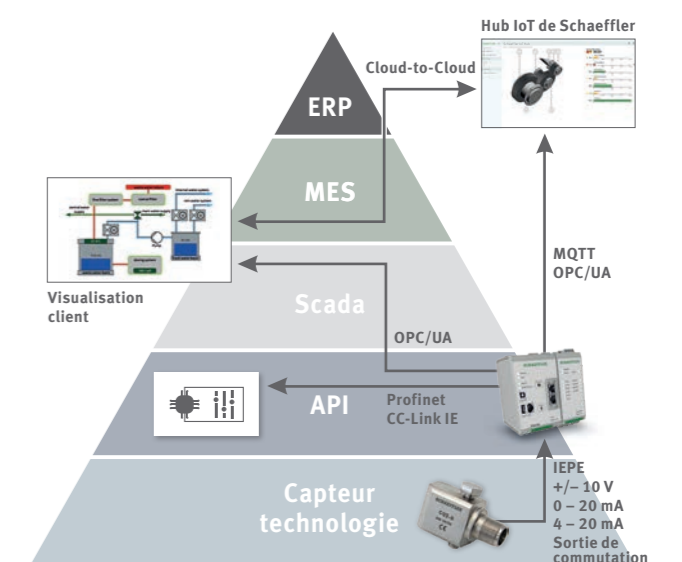 Hub IoT de Schaeffler
Cloud-to-Cloud
ERP
MES
Visualisation
client
MQTT
OPC/UA
Scada
OPC/UA
API
Profinet
CC-Link IE
Capteur
technologie
IEPE
+/– 10 V
0 – 20 mA
4 – 20 mA
Sortie de
commutation